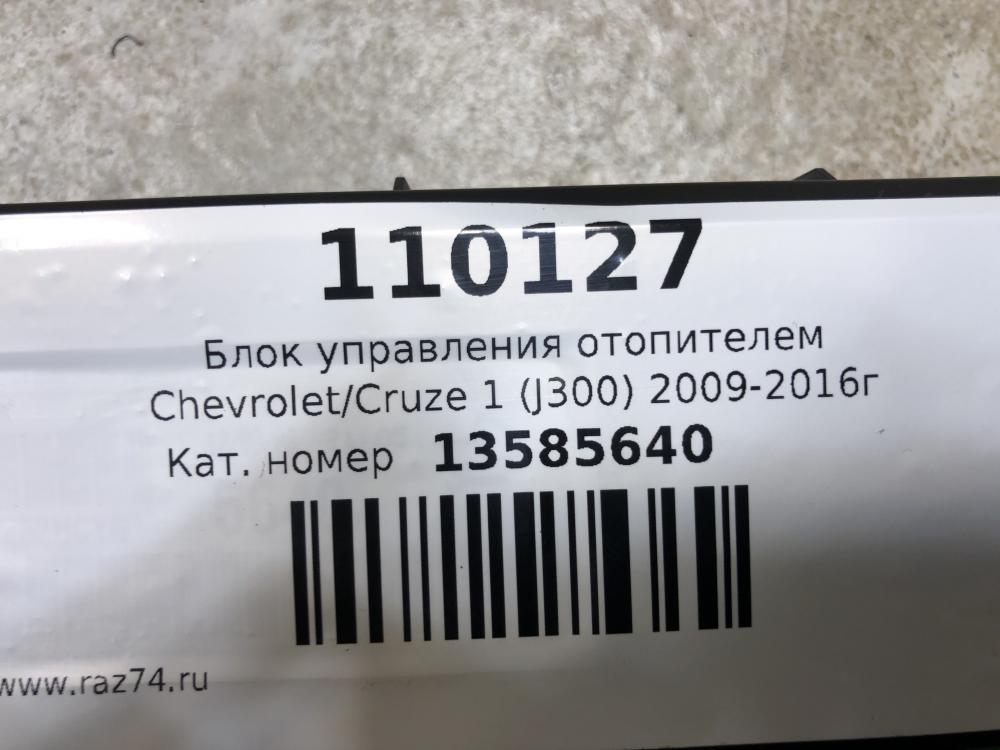 110127
Блок управления отопителем
Chevrolet/Cruze 1 (J300) 2009-2016г
Кат. номер 13585640
www.raz74.ru